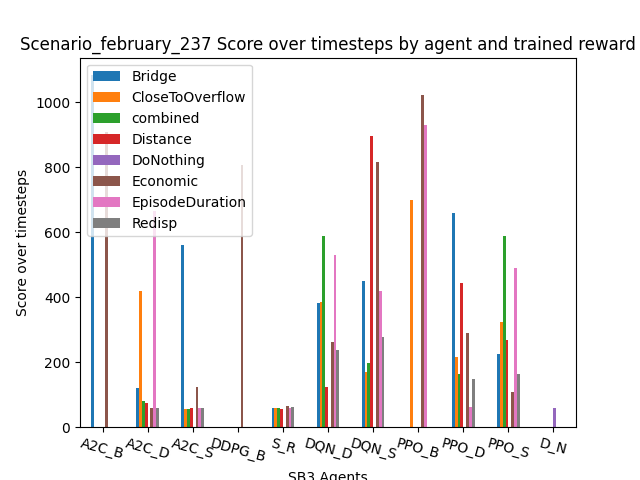 Scenario_february_237 Score over timesteps by agent and trained reward
Score over timesteps
1000
800
600
400
200
0
Bridge
CloseToOverflow
combined
Distance
DoNothing
Economic
EpisodeDuration
Redisp
A2C_B
A2C_D
A2C_S
DDPG_B
S_R
DQN_D
DQN_S
PPO_B
PPO_D
PPO_S
D_N
SB3 Agents